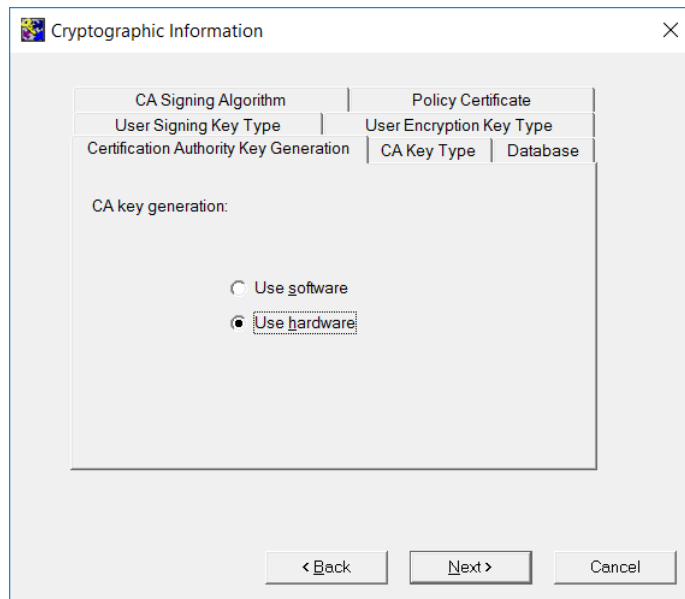 Cryptographic Information
CA Signing Algorithm
Policy Certificate
User Signing Key Type
User Encryption Key Type
Certification Authority Key Generation
CA Key Type
Database
CA key generation:
Use software
Use hardware
< Back
Next >
Cancel